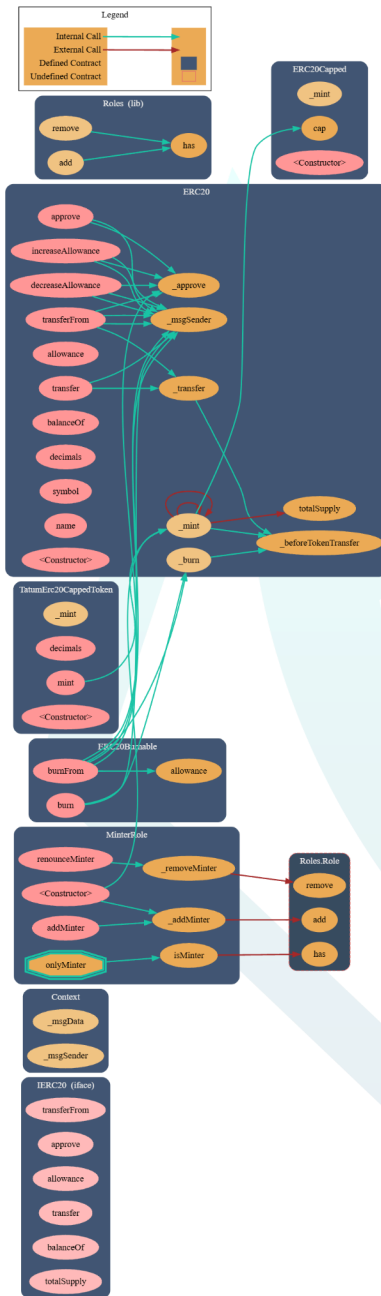 Legend
Internal Call
External Call
Defined Contract
Undefined Contract
ERC20Capped
_mint
cap
<Constructor>
Roles (lib)
remove
add
has
ERC20
approve
increaseAllowance
decreaseAllowance
transferFrom
allowance
transfer
balanceOf
decimals
symbol
name
<Constructor>
_approve
_msgSender
_transfer
_mint
_burn
totalSupply
_beforeTokenTransfer
TatumErc20CappedToken
_mint
decimals
mint
<Constructor>
ERC20Burnable
burnFrom
burn
allowance
MinterRole
renounceMinter
<Constructor>
addMinter
onlyMinter
_removeMinter
_addMinter
isMinter
Roles.Role
remove
add
has
Context
_msgData
_msgSender
IERC20 (iface)
transferFrom
approve
allowance
transfer
balanceOf
totalSupply